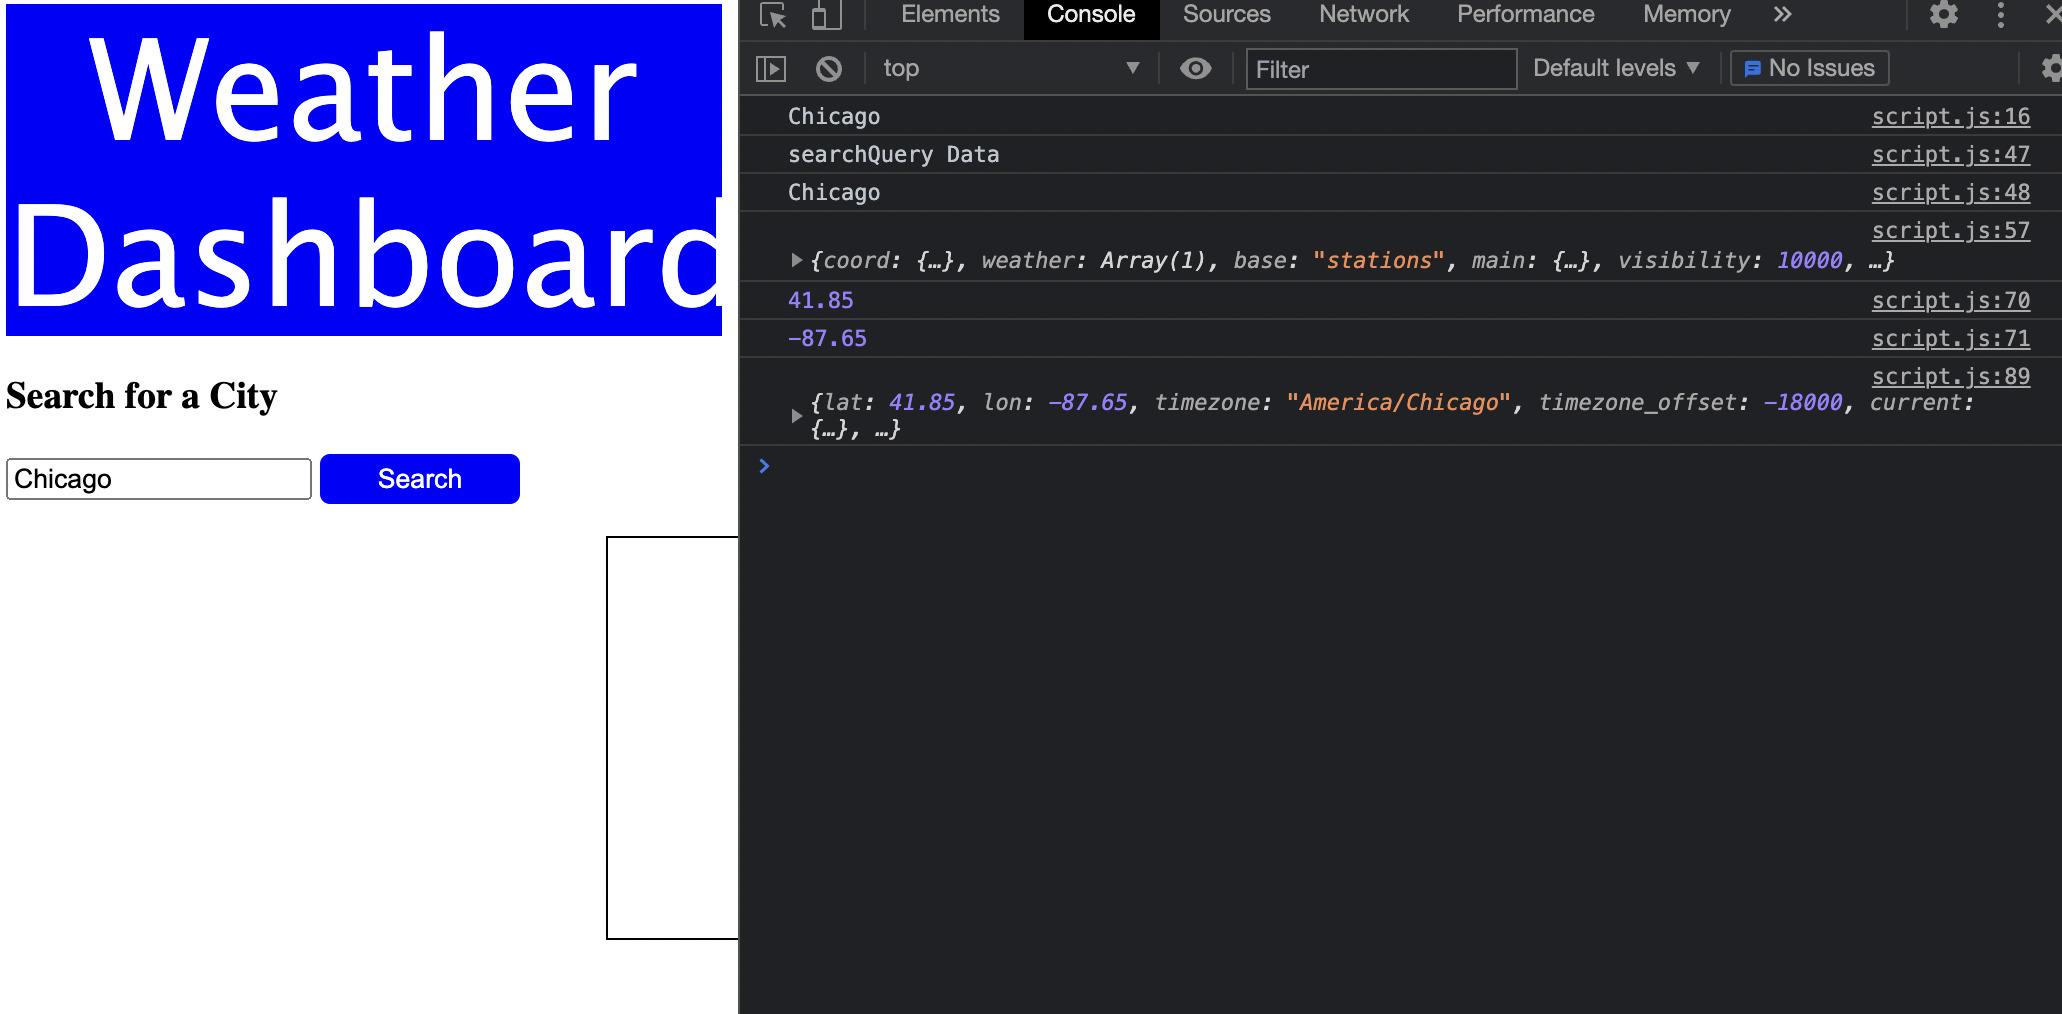 Weather
Dashboard
Search for a City
Chicago Search
Elements Console Sources Network Performance Memory
top Filter Default levels No Issues
Chicago script.js:16
searchQuery Data script.js:47
Chicago script.js:48
script.js:57
{coord: {…}, weather: Array(1), base: "stations", main: {…}, visibility: 10000, …}
41.85 script.js:70
-87.65 script.js:71
script.js:89
{lat: 41.85, lon: -87.65, timezone: "America/Chicago", timezone_offset: -18000, current:
{…}, …}